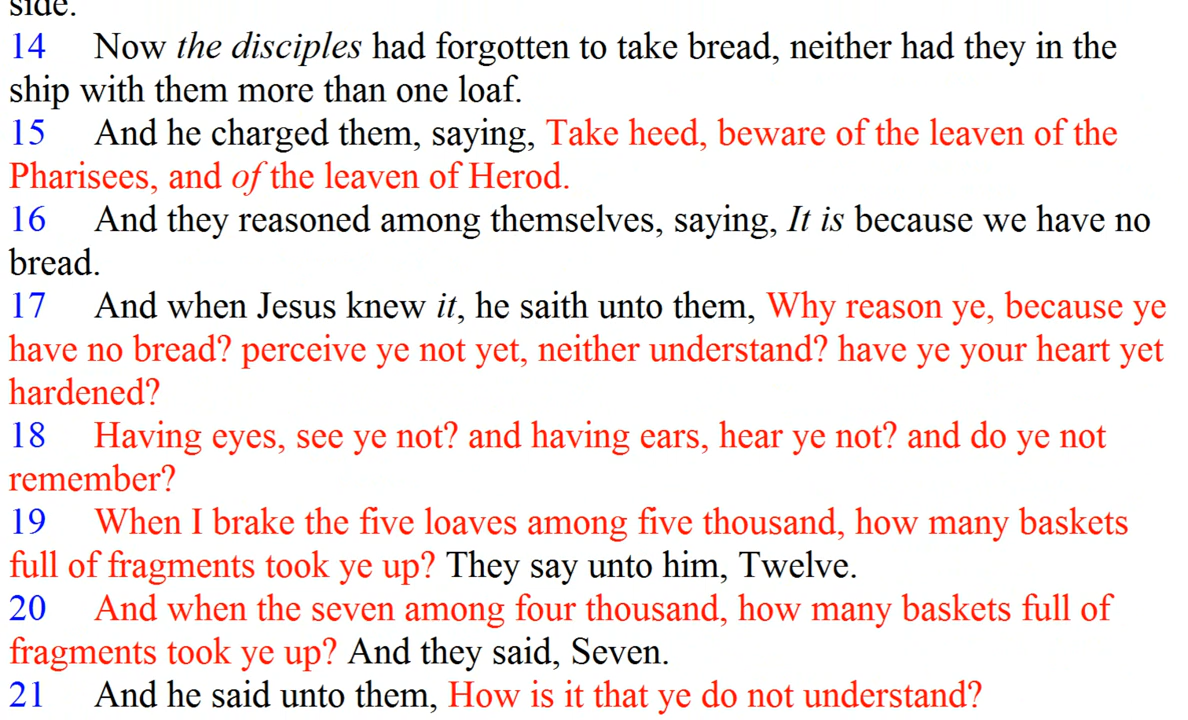 side.
14 Now the disciples had forgotten to take bread, neither had they in the
ship with them more than one loaf.
15 And he charged them, saying, Take heed, beware of the leaven of the
Pharisees, and of the leaven of Herod.
16 And they reasoned among themselves, saying, It is because we have no
bread.
17 And when Jesus knew it, he saith unto them, Why reason ye, because ye
have no bread? perceive ye not yet, neither understand? have ye your heart yet
hardened?
18 Having eyes, see ye not? and having ears, hear ye not? and do ye not
remember?
19 When I brake the five loaves among five thousand, how many baskets
full of fragments took ye up? They say unto him, Twelve.
20 And when the seven among four thousand, how many baskets full of
fragments took ye up? And they said, Seven.
21 And he said unto them, How is it that ye do not understand?